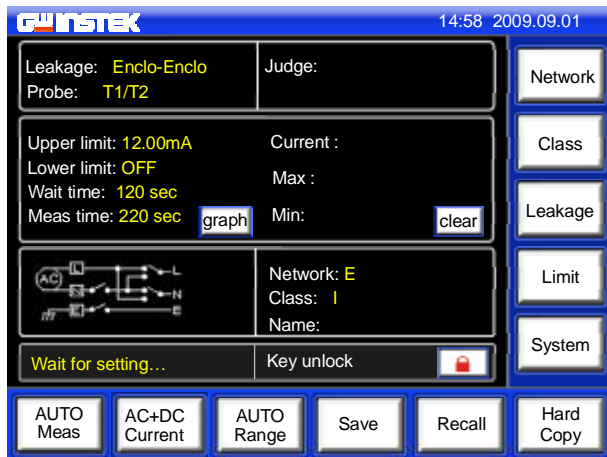 GW INSTEK
14:58 2009.09.01
Leakage: Enclo-Enclo
Probe: T1/T2
Judge:
Upper limit: 12.00mA
Lower limit: OFF
Wait time: 120 sec
Meas time: 220 sec
graph
Current :
Max :
Min:
clear
AC
L
N
E
L
N
E
Network: E
Class: I
Name:
Wait for setting...
Key unlock
Network
Class
Leakage
Limit
System
AUTO
Meas
AC+DC
Current
AUTO
Range
Save
Recall
Hard
Copy